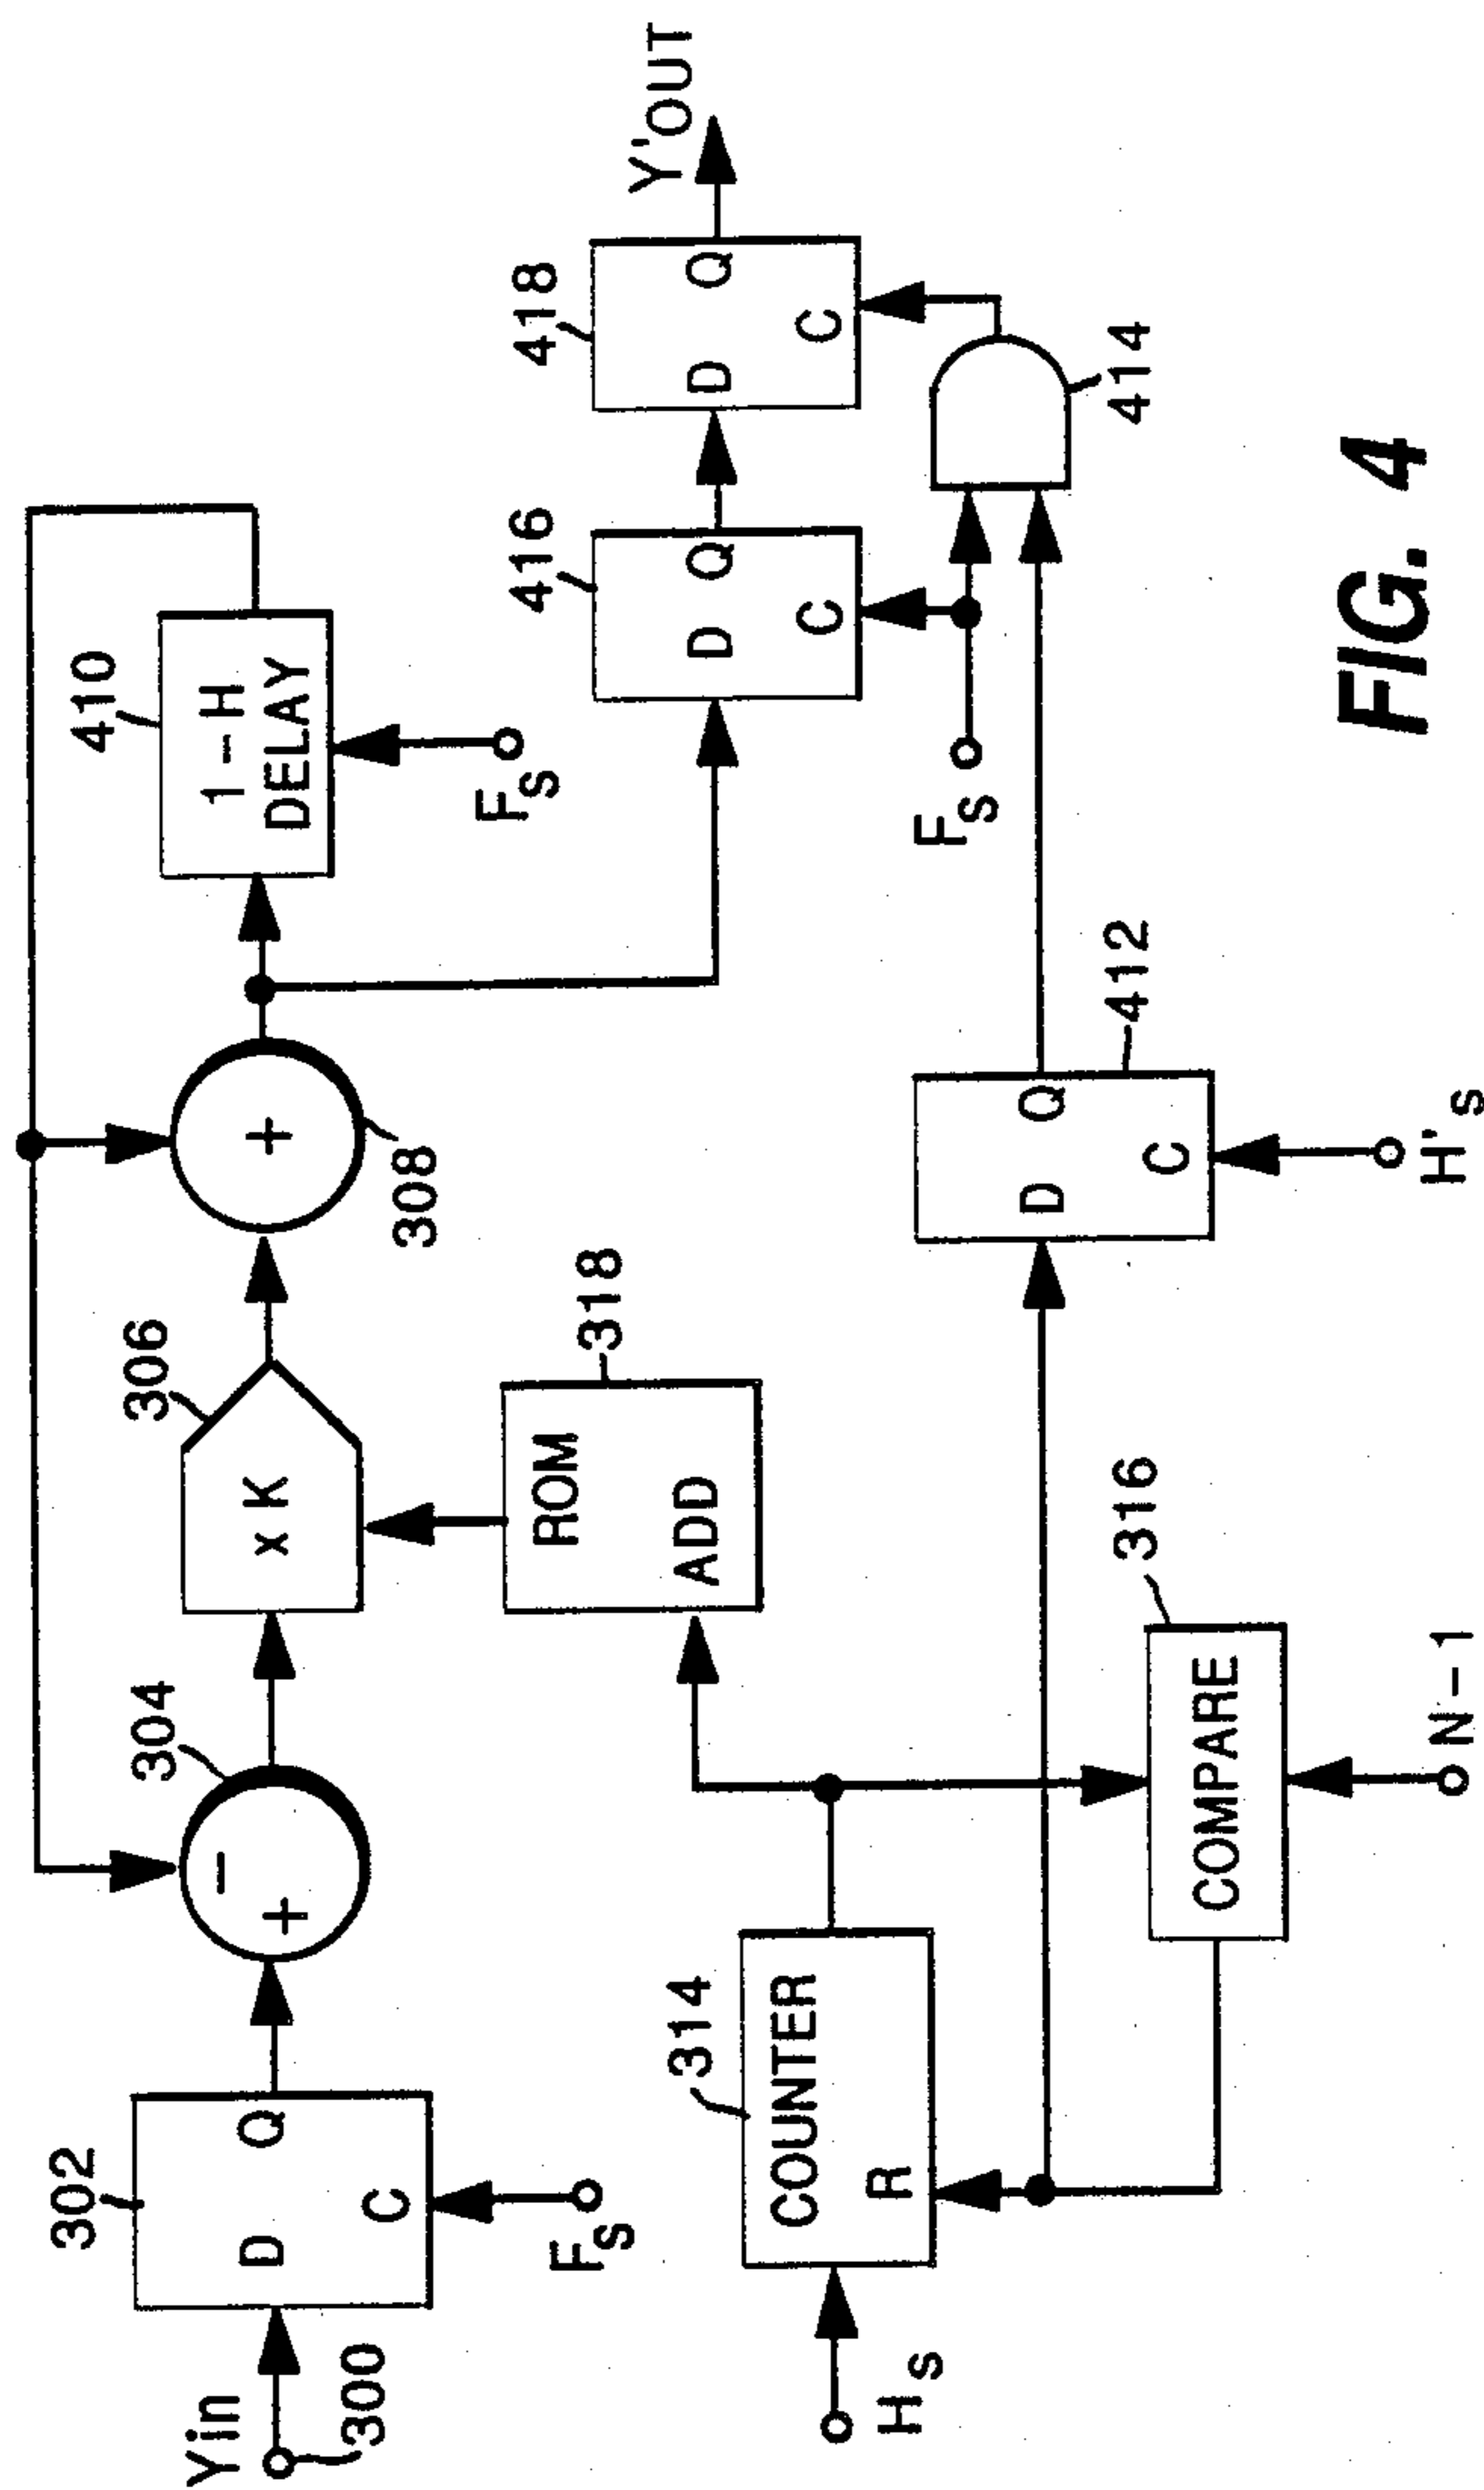 Yin
300
302
D Q
C
F_S
304
-
+
306
x K
308
+
410
1-H
DELAY
F_S
ROM
ADD
318
416
D Q
C
418
D Q
C
Y'OUT
314
COUNTER
R
H_S
F_S
414
412
D Q
C
H'_S
316
COMPARE
N-1
FIG. 4